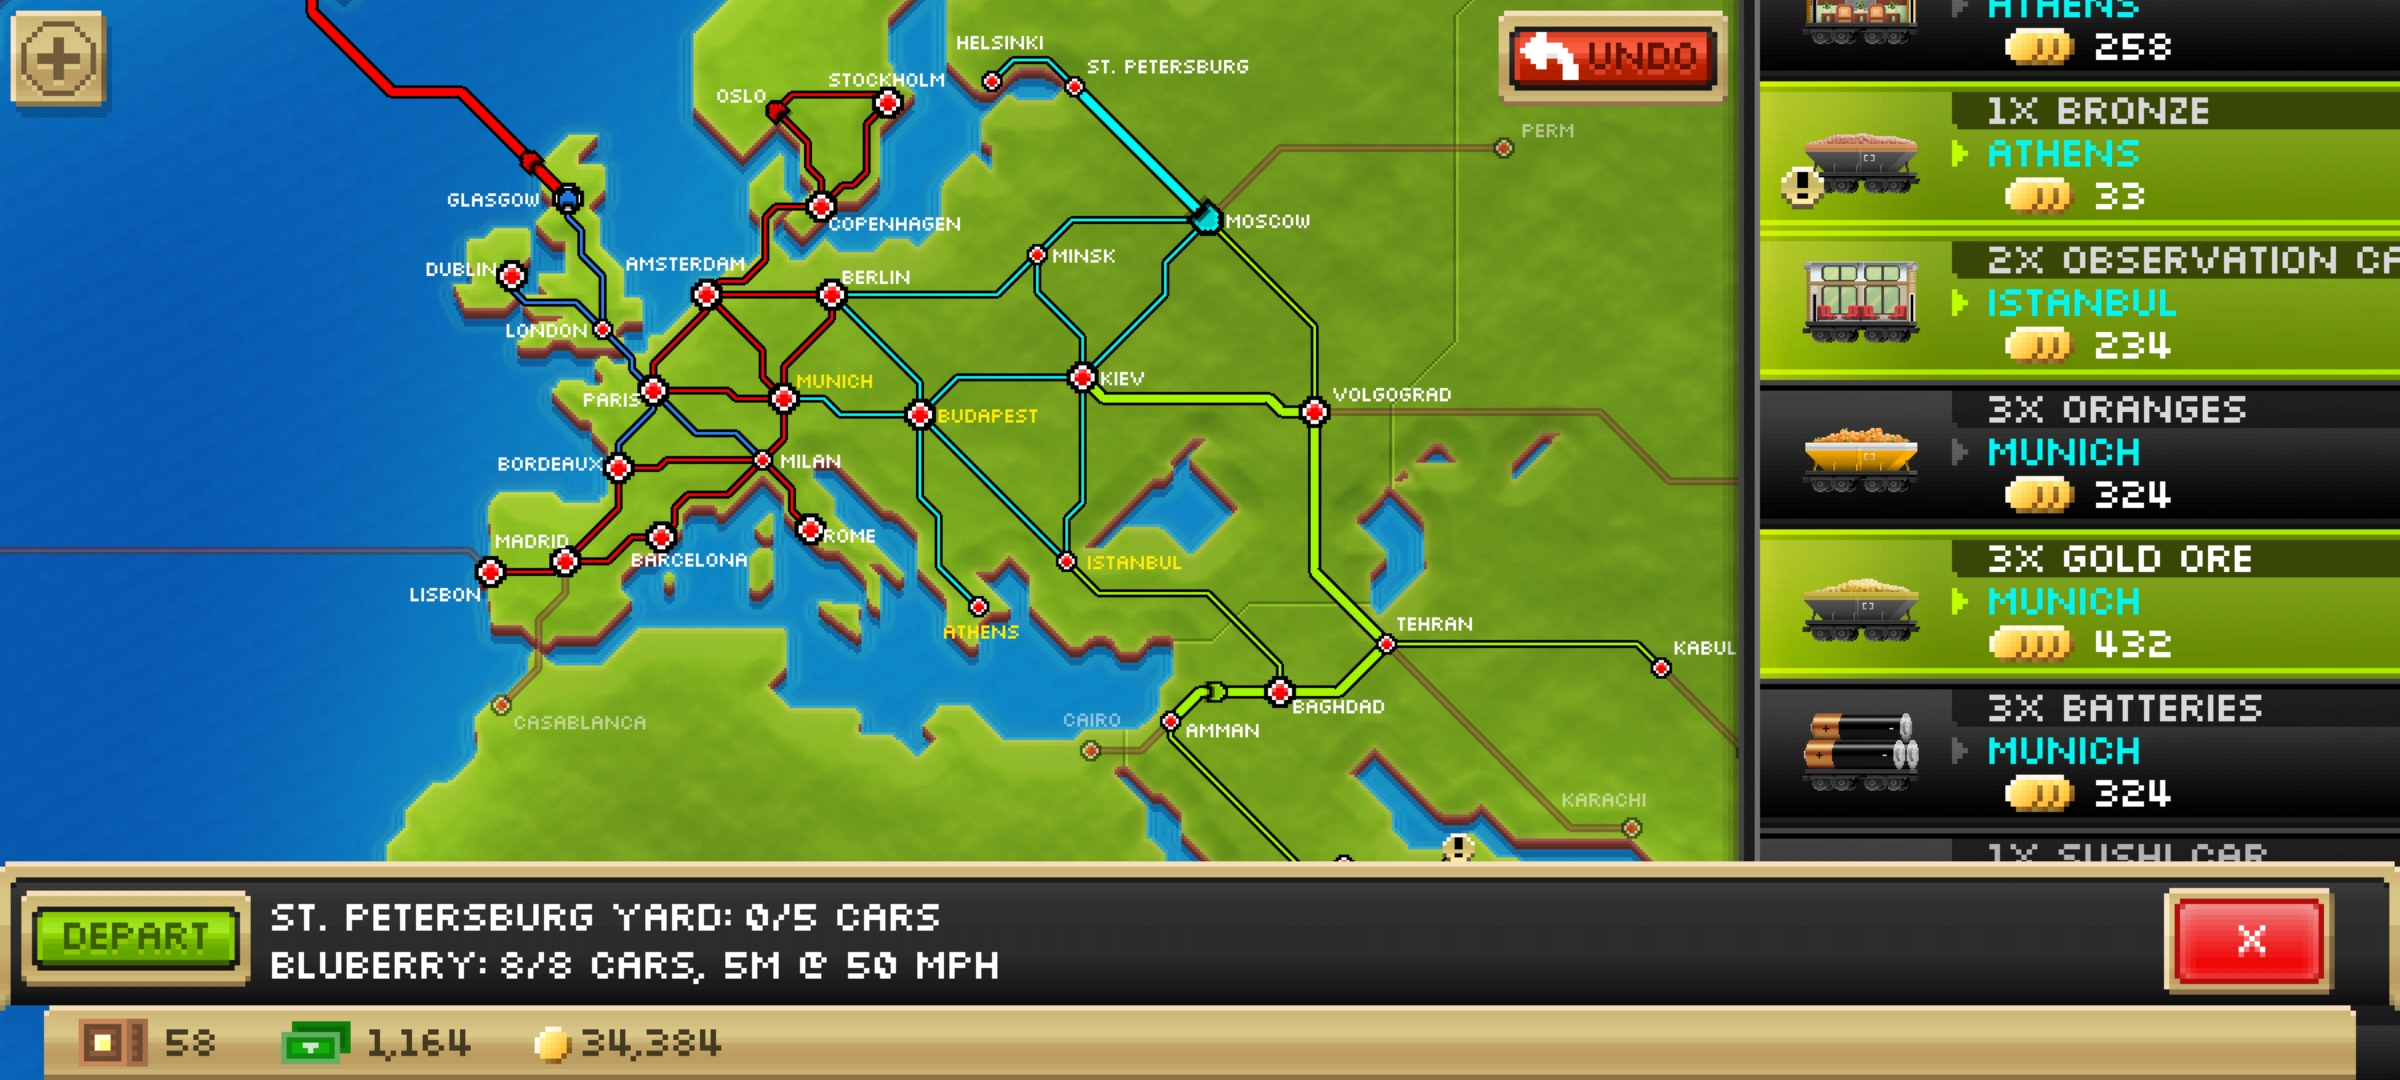 HELSINKI
ST. PETERSBURG
UNDO
STOCKHOLM
OSLO
PERM
GLASGOW
COPENHAGEN
MOSCOW
DUBLIN
AMSTERDAM
BERLIN
MINSK
LONDON
PARIS
MUNICH
KIEV
VOLGOGRAD
BUDAPEST
BORDEAUX
MILAN
MADRID
ROME
BARCELONA
ISTANBUL
LISBON
ATHENS
TEHRAN
KABUL
CASABLANCA
CAIRO
BAGHDAD
AMMAN
KARACHI
ATHENS
258
1X BRONZE
ATHENS
33
2X OBSERVATION CA
ISTANBUL
234
3X ORANGES
MUNICH
324
3X GOLD ORE
MUNICH
432
3X BATTERIES
MUNICH
324
1X SUSHI CAR
DEPART
ST. PETERSBURG YARD: 0/5 CARS
BLUBERRY: 8/8 CARS, 5M @ 50 MPH
X
58
1,164
34,384